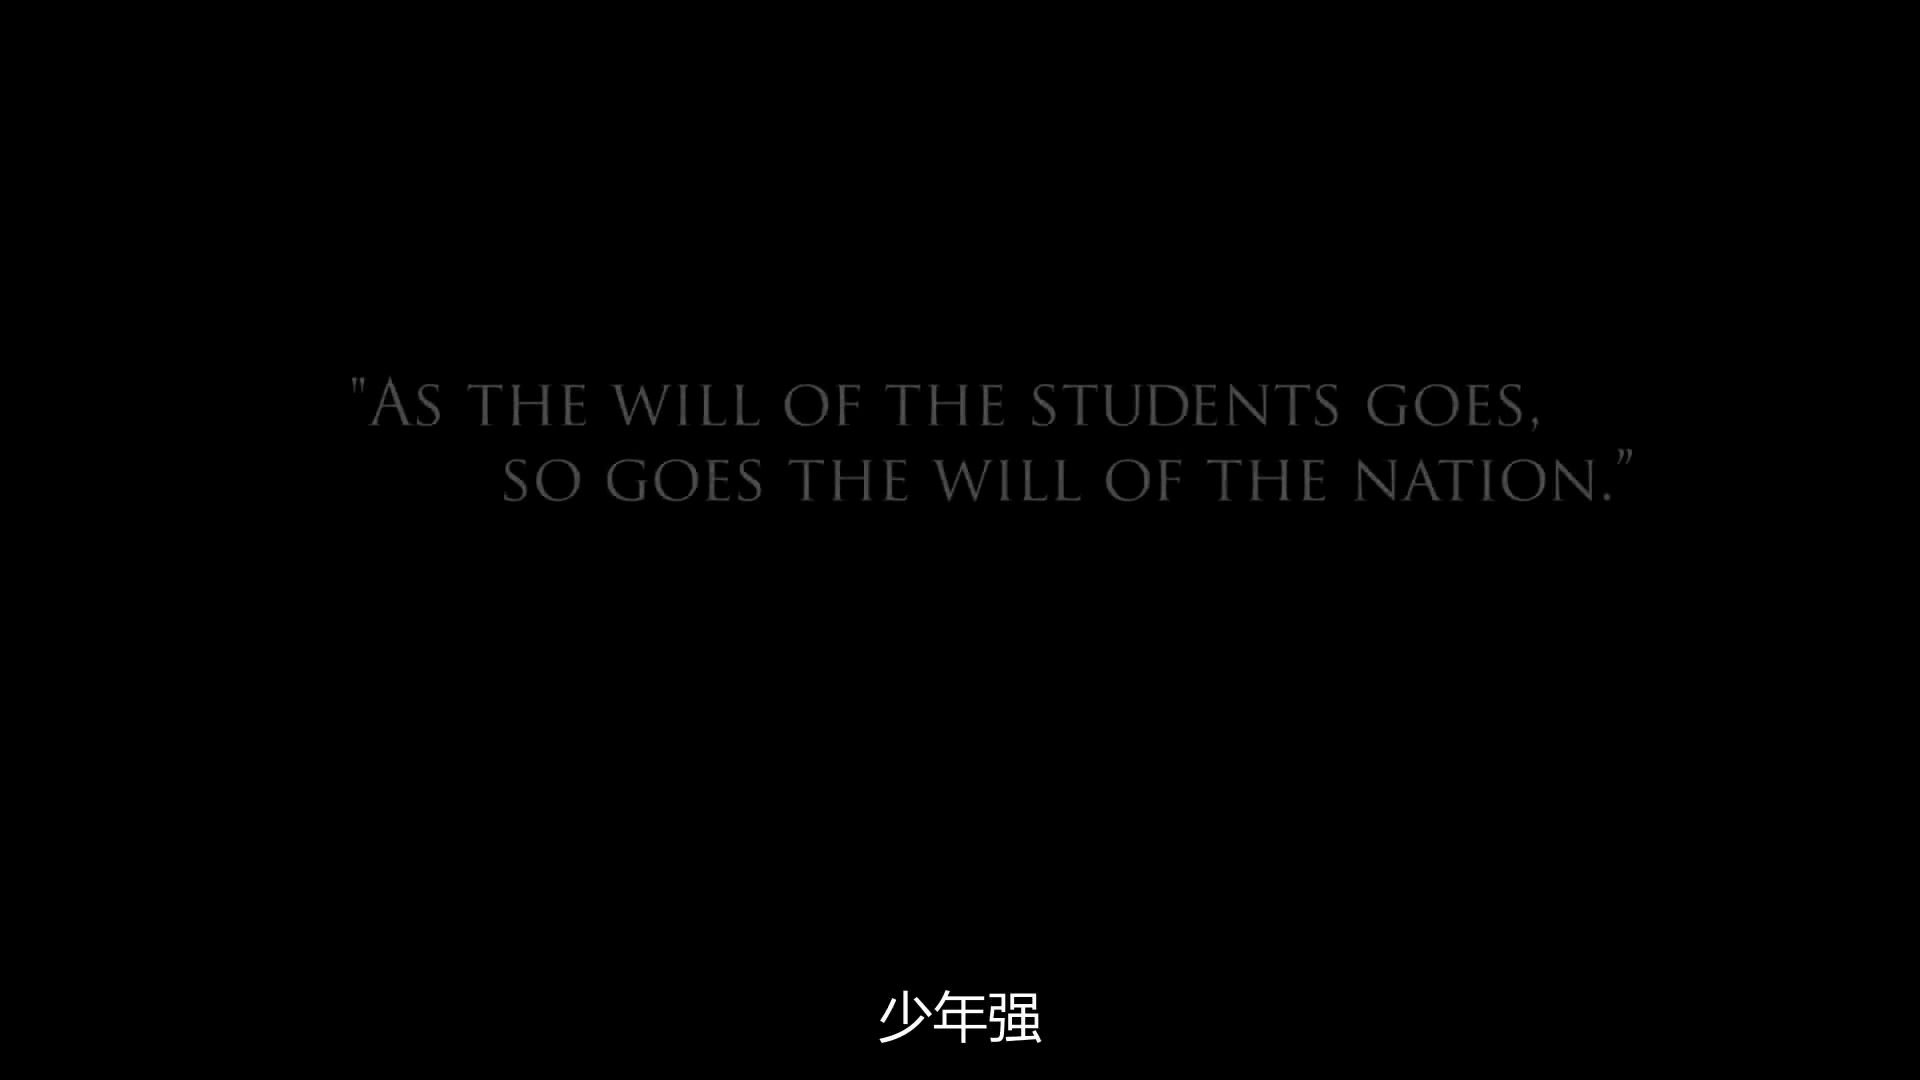 "As the will of the students goes,
so goes the will of the nation.”
少年强